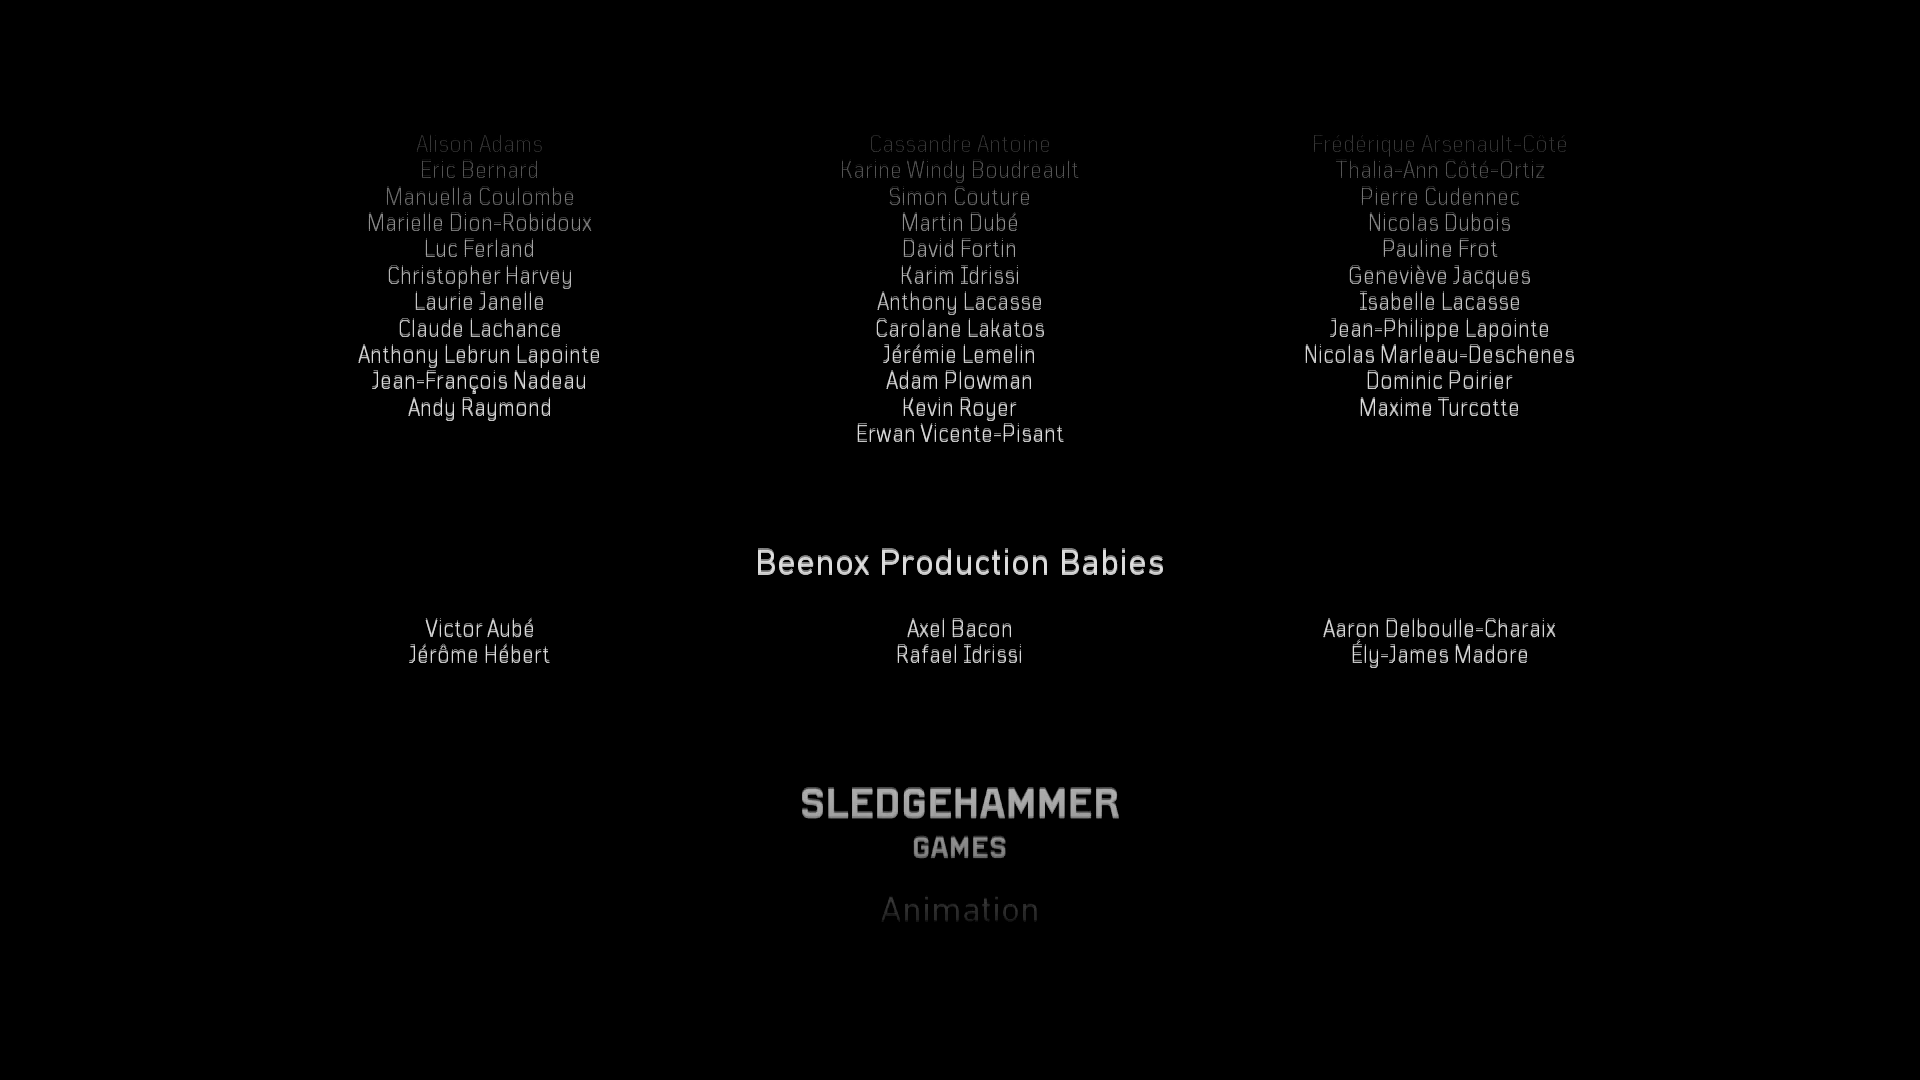 Alison Adams Cassandre Antoine Frédérique Arsenault-Côté
Eric Bernard Karine Windy Boudreault Thalia-Ann Côté-Ortiz
Manuella Coulombe Simon Couture Pierre Cudennec
Marielle Dion-Robidoux Martin Dubé Nicolas Dubois
Luc Ferland David Fortin Pauline Frot
Christopher Harvey Karim Idrissi Geneviève Jacques
Laurie Janelle Anthony Lacasse Isabelle Lacasse
Claude Lachance Carolane Lakatos Jean-Philippe Lapointe
Anthony Lebrun Lapointe Jérémie Lemelin Nicolas Marleau-Deschenes
Jean-François Nadeau Adam Plowman Dominic Poirier
Andy Raymond Kevin Royer Maxime Turcotte
Erwan Vicente-Pisant
Beenox Production Babies
Victor Aubé Axel Bacon Aaron Delboulle-Charaix
Jérôme Hébert Rafael Idrissi Ély-James Madore
SLEDGEHAMMER
GAMES
Animation